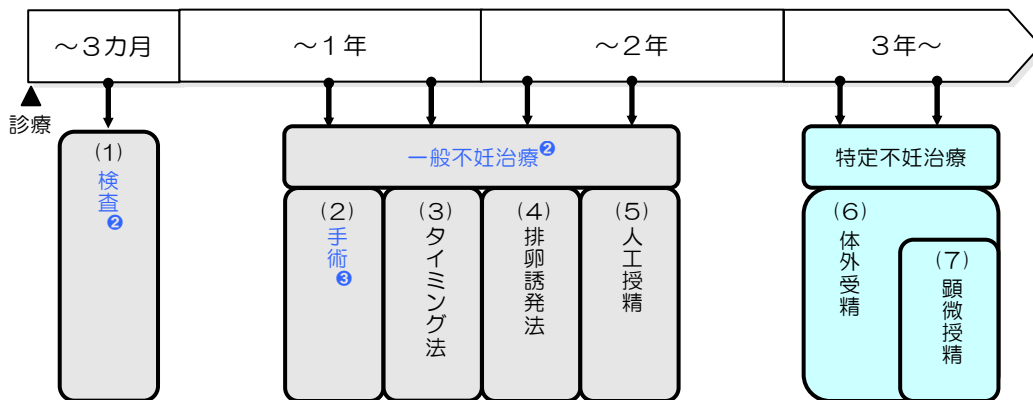 ～３カ月
～１年
～２年
３年～
診療
一般不妊治療❷
特定不妊治療
(1)
検査❷
(2)
手術❸
(3)
タイミング法
(4)
排卵誘発法
(5)
人工授精
(6)
体外受精
(7)
顕微授精